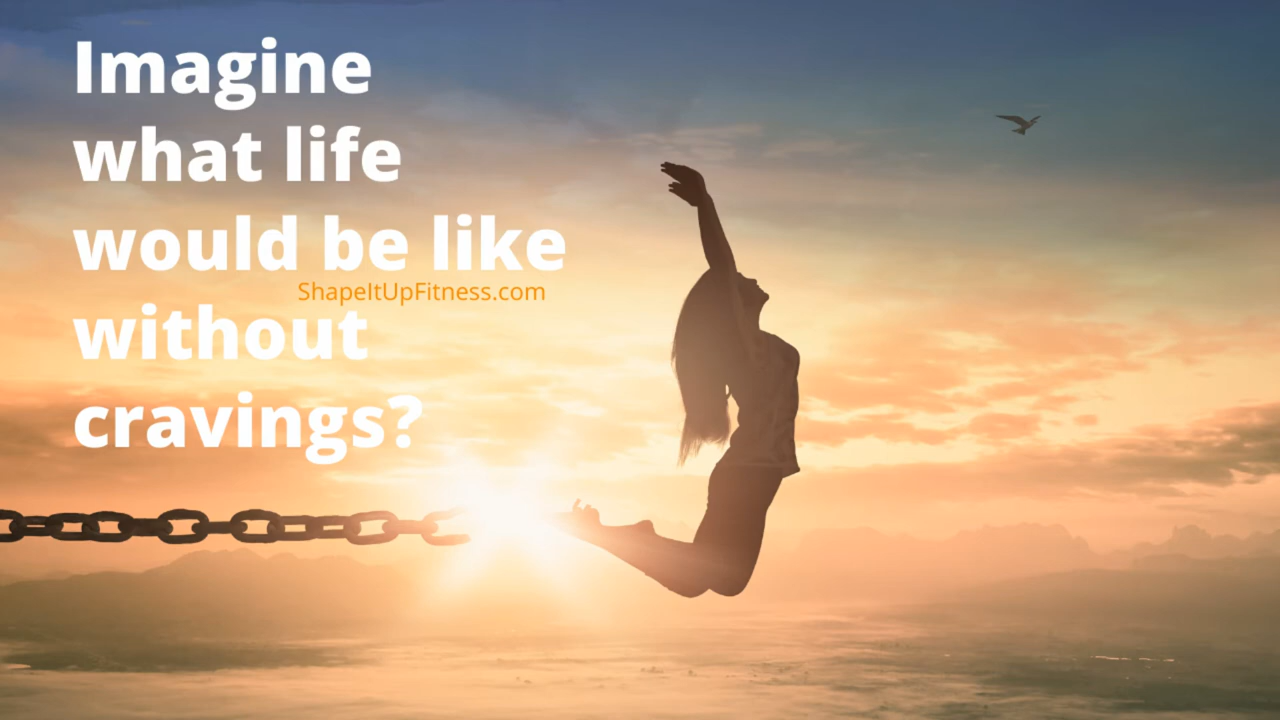 Imagine
what life
would be like
ShapeItUpFitness.com
without
cravings?